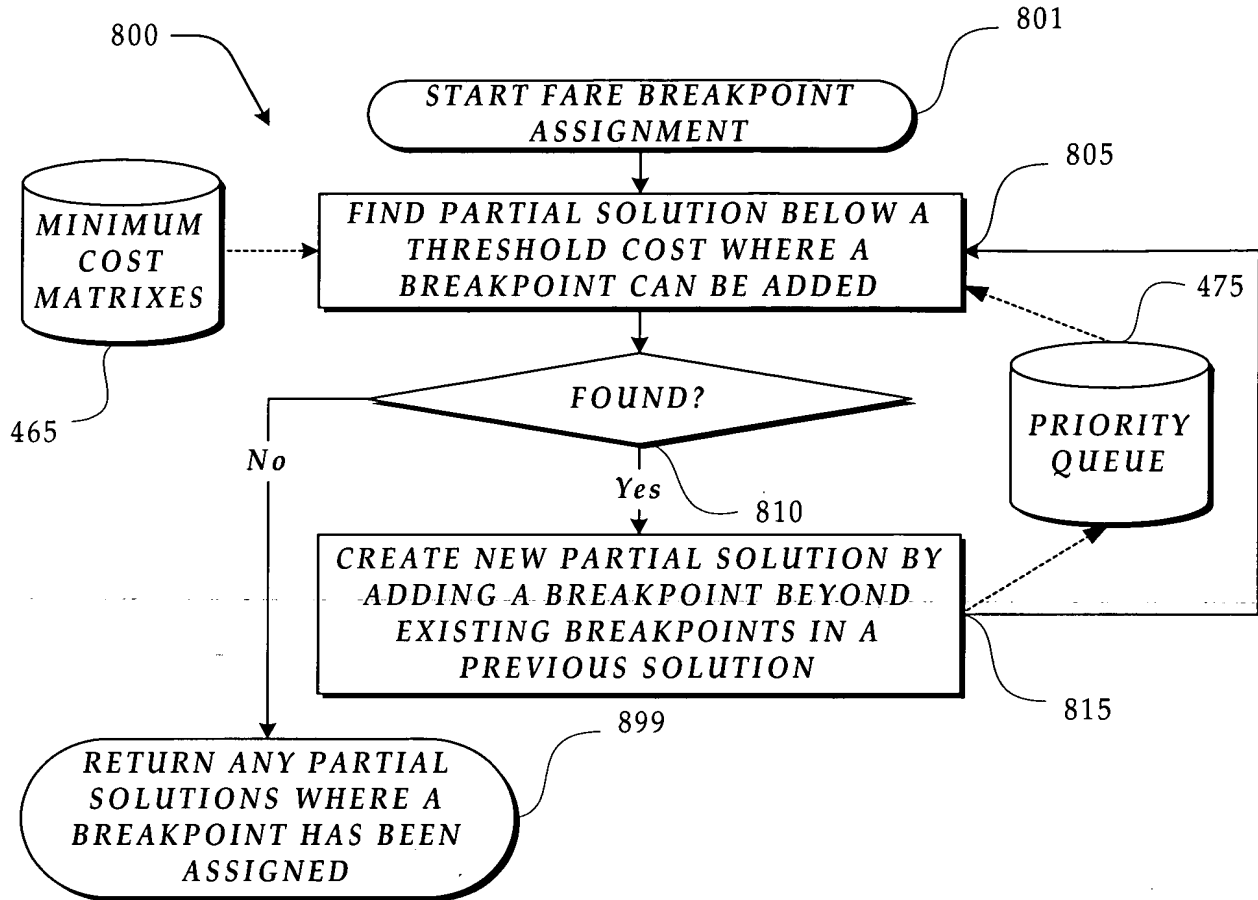 800
801
START FARE BREAKPOINT
ASSIGNMENT
805
MINIMUM
COST
MATRIXES
FIND PARTIAL SOLUTION BELOW A
THRESHOLD COST WHERE A
BREAKPOINT CAN BE ADDED
475
465
FOUND?
PRIORITY
QUEUE
No
Yes
810
CREATE NEW PARTIAL SOLUTION BY
ADDING A BREAKPOINT BEYOND
EXISTING BREAKPOINTS IN A
PREVIOUS SOLUTION
815
899
RETURN ANY PARTIAL
SOLUTIONS WHERE A
BREAKPOINT HAS BEEN
ASSIGNED